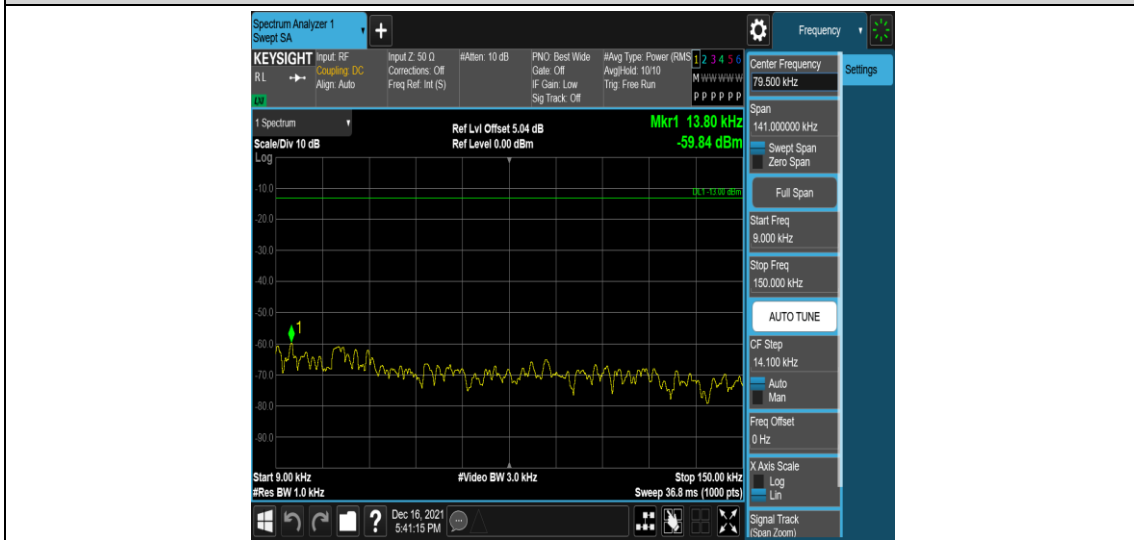 Spectrum Analyzer 1
Swept SA
+
Frequency
KEYSIGHT
RL
LXI
Input: RF
Coupling: DC
Align: Auto
Input Z: 50 Ω
Corrections: Off
Freq Ref: Int (S)
#Atten: 10 dB
PNO: Best Wide
Gate: Off
IF Gain: Low
Sig Track: Off
#Avg Type: Power (RMS
Avg|Hold: 10/10
Trig: Free Run
1 2 3 4 5 6
M W W W W W
P P P P P P
1 Spectrum
Scale/Div 10 dB
Log
Ref Lvl Offset 5.04 dB
Ref Level 0.00 dBm
Mkr1 13.80 kHz
-59.84 dBm
DL1 -13.00 dBm
-10.0
-20.0
-30.0
-40.0
-50.0
-60.0
-70.0
-80.0
-90.0
1
Start 9.00 kHz
#Res BW 1.0 kHz
#Video BW 3.0 kHz
Stop 150.00 kHz
Sweep 36.8 ms (1000 pts)
Center Frequency
79.500 kHz
Settings
Span
141.000000 kHz
Swept Span
Zero Span
Full Span
Start Freq
9.000 kHz
Stop Freq
150.000 kHz
AUTO TUNE
CF Step
14.100 kHz
Auto
Man
Freq Offset
0 Hz
X Axis Scale
Log
Lin
Signal Track
(Span Zoom)
?
Dec 16, 2021
5:41:15 PM